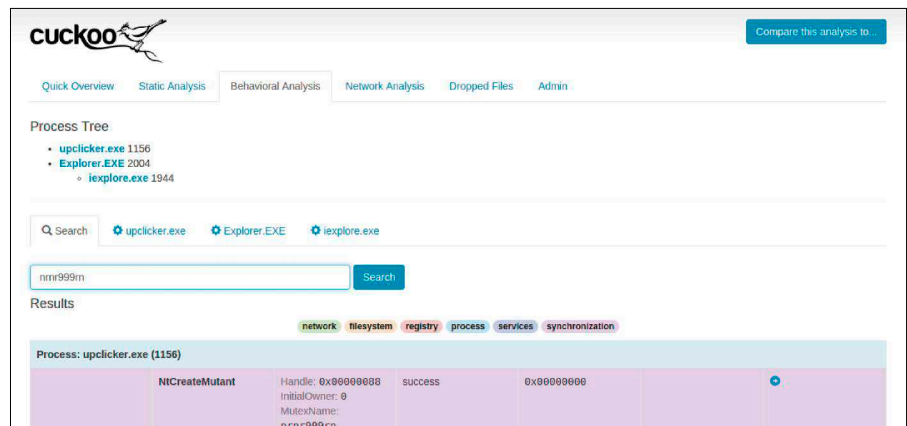 cuckoo
Compare this analysis to...
Quick Overview Static Analysis Behavioral Analysis Network Analysis Dropped Files Admin
Process Tree
upclicker.exe 1156
Explorer.EXE 2004
iexplore.exe 1944
Search upclicker.exe Explorer.EXE iexplore.exe
nmr999rn Search
Results
network filesystem registry process services synchronization
Process: upclicker.exe (1156)
NtCreateMutant Handle: 0x00000088 success 0x00000000
InitialOwner: 0
MutexName: